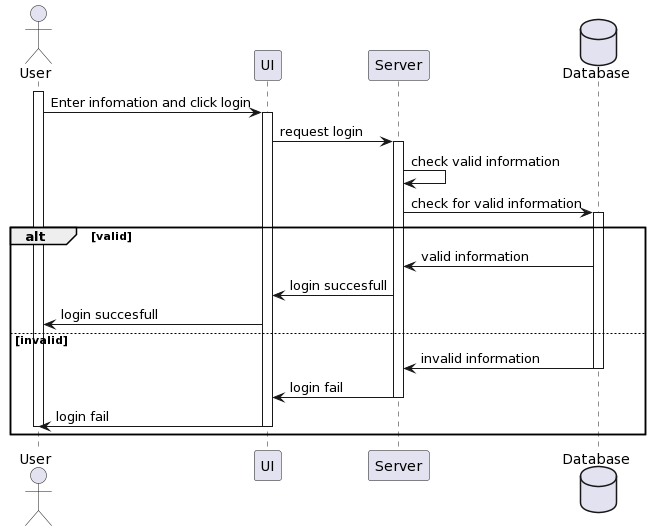 User
UI
Server
Database
Enter infomation and click login
request login
check valid information
check for valid information
alt
[valid]
valid information
login succesfull
login succesfull
[invalid]
invalid information
login fail
login fail
User
UI
Server
Database